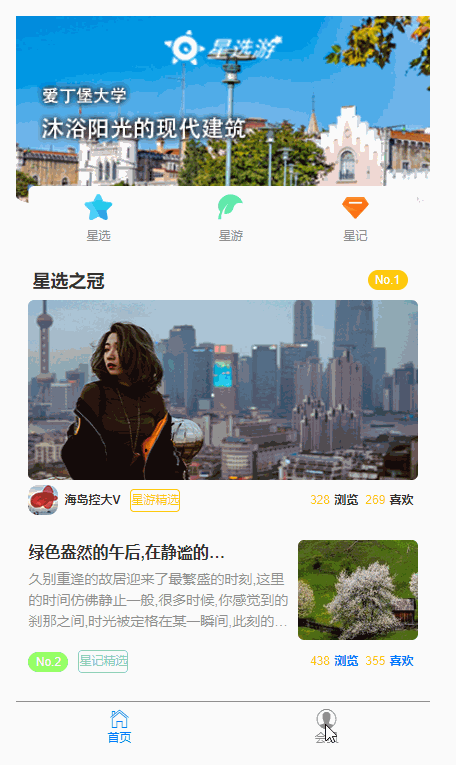 星选游
爱丁堡大学
沐浴阳光的现代建筑
星选 星游 星记
星选之冠 No.1
海岛控大V 星游精选 328 浏览 269 喜欢
绿色盎然的午后,在静谧的...
久别重逢的故居迎来了最繁盛的时刻,这里
的时间仿佛静止一般,很多时候,你感觉到的
刹那之间,时光被定格在某一瞬间,此刻的...
No.2 星记精选 438 浏览 355 喜欢
首页